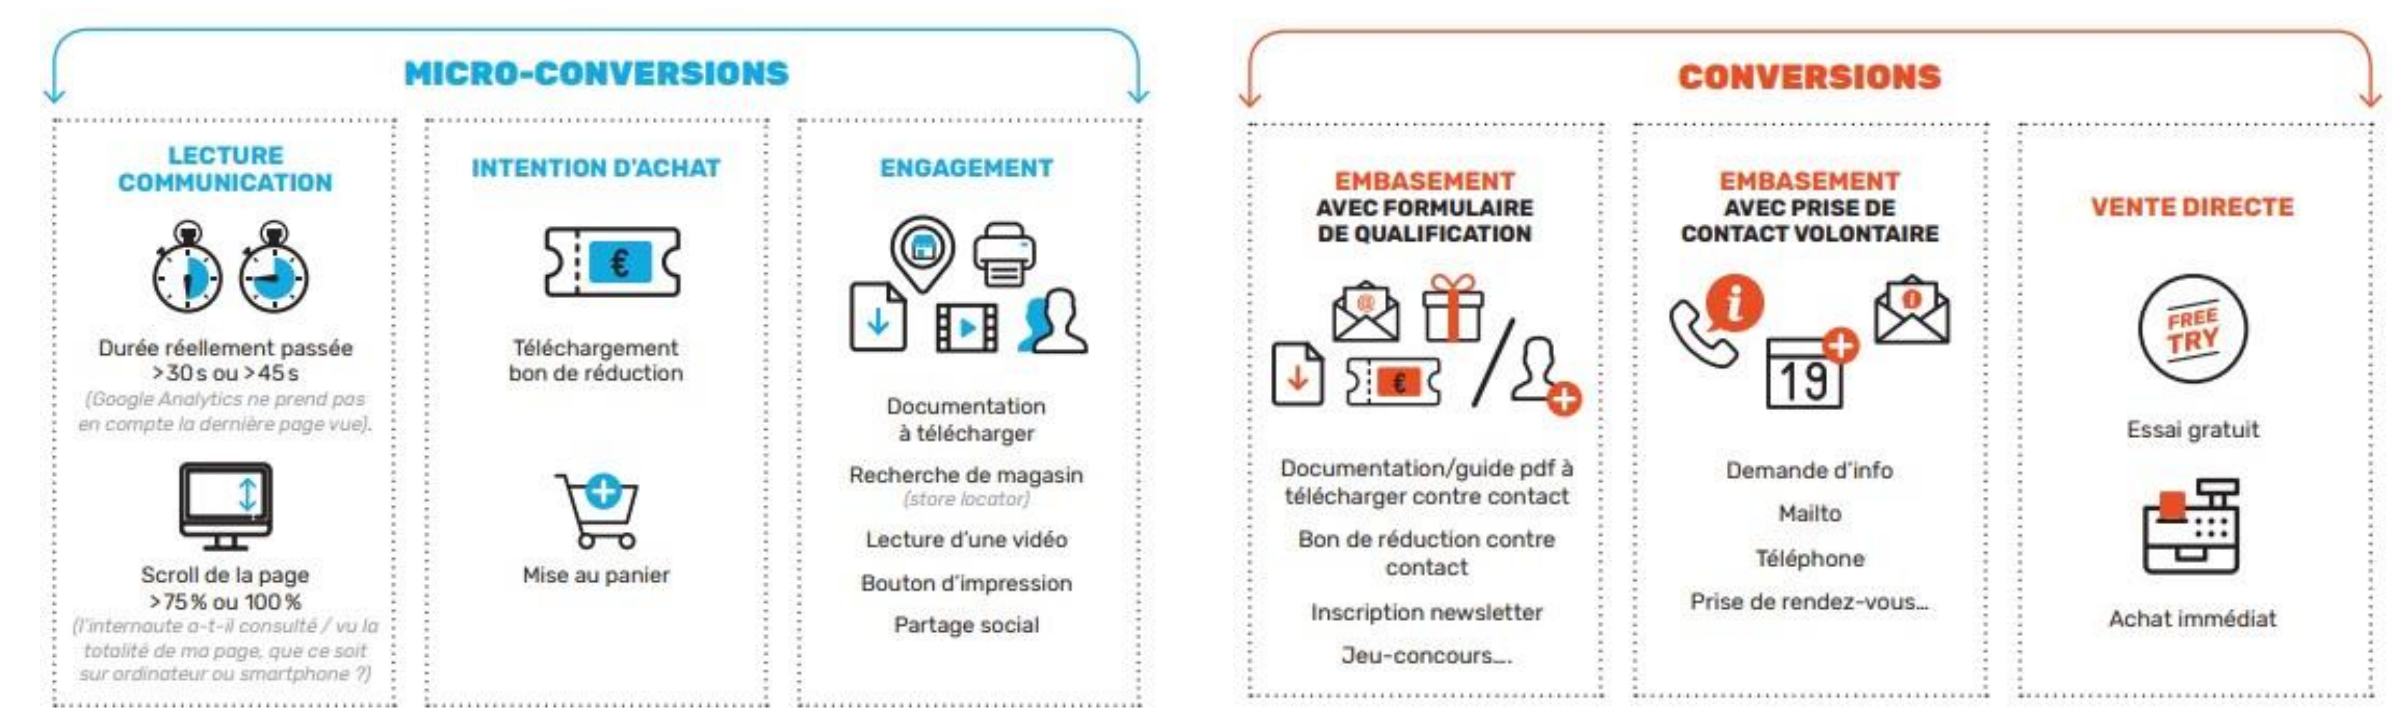 MICRO-CONVERSIONS
LECTURE
COMMUNICATION
Durée réellement passée
>30 s ou >45 s
(Google Analytics ne prend pas
en compte la dernière page vue).
Scroll de la page
>75 % ou 100 %
(l'internaute a-t-il consulté / vu la
totalité de ma page, que ce soit
sur ordinateur ou smartphone ?)
INTENTION D'ACHAT
€
Téléchargement
bon de réduction
Mise au panier
ENGAGEMENT
Documentation
à télécharger
Recherche de magasin
(store locator)
Lecture d'une vidéo
Bouton d'impression
Partage social
CONVERSIONS
EMBASEMENT
AVEC FORMULAIRE
DE QUALIFICATION
@
€
Documentation/guide pdf à
télécharger contre contact
Bon de réduction contre
contact
Inscription newsletter
Jeu-concours....
EMBASEMENT
AVEC PRISE DE
CONTACT VOLONTAIRE
i
i
19
Demande d'info
Mailto
Téléphone
Prise de rendez-vous...
VENTE DIRECTE
FREE
TRY
Essai gratuit
Achat immédiat